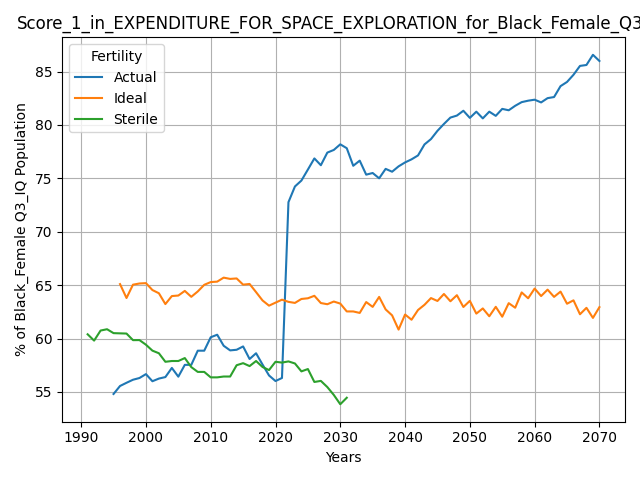 Score_1_in_EXPENDITURE_FOR_SPACE_EXPLORATION_for_Black_Female_Q3
Fertility
Actual
Ideal
Sterile
% of Black_Female Q3_IQ Population
85
80
75
70
65
60
55
1990 2000 2010 2020 2030 2040 2050 2060 2070
Years